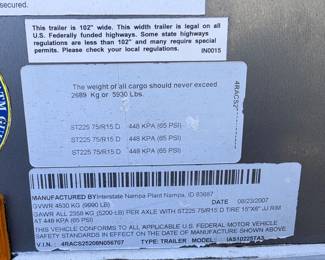 secured.
This trailer is 102" wide. This width trailer is legal on all
U.S. Federally funded highways. Some state highways
regulations are less than 102" and many require special
permits. Please check your local regulations.
IN0015
The weight of all cargo should never exceed
2689 Kg or 5930 Lbs.
ST225 75/R15 D 448 KPA (65 PSI)
ST225 75/R15 D 448 KPA (65 PSI)
ST225 75/R15 D 448 KPA (65 PSI)
4RACS2
MANUFACTURED BY Interstate Nampa Plant Nampa, ID 83687
GVWR 4530 KG (9990 LB) DATE 08/23/2007
GAWR ALL 2358 KG (5200 LB) PER AXLE WITH ST225 75/R15 D TIRE 15"X6" JJ RIM
AT 448 KPA (65 PSI)
THIS VEHICLE CONFORMS TO ALL APPLICABLE U.S. FEDERAL MOTOR VEHICLE
SAFETY STANDARDS IN EFFECT ON THE DATE OF MANUFACTURE SHOWN ABOVE
V.I.N. 4RACS25208N056707 TYPE: TRAILER MODEL: IAS10225TA3